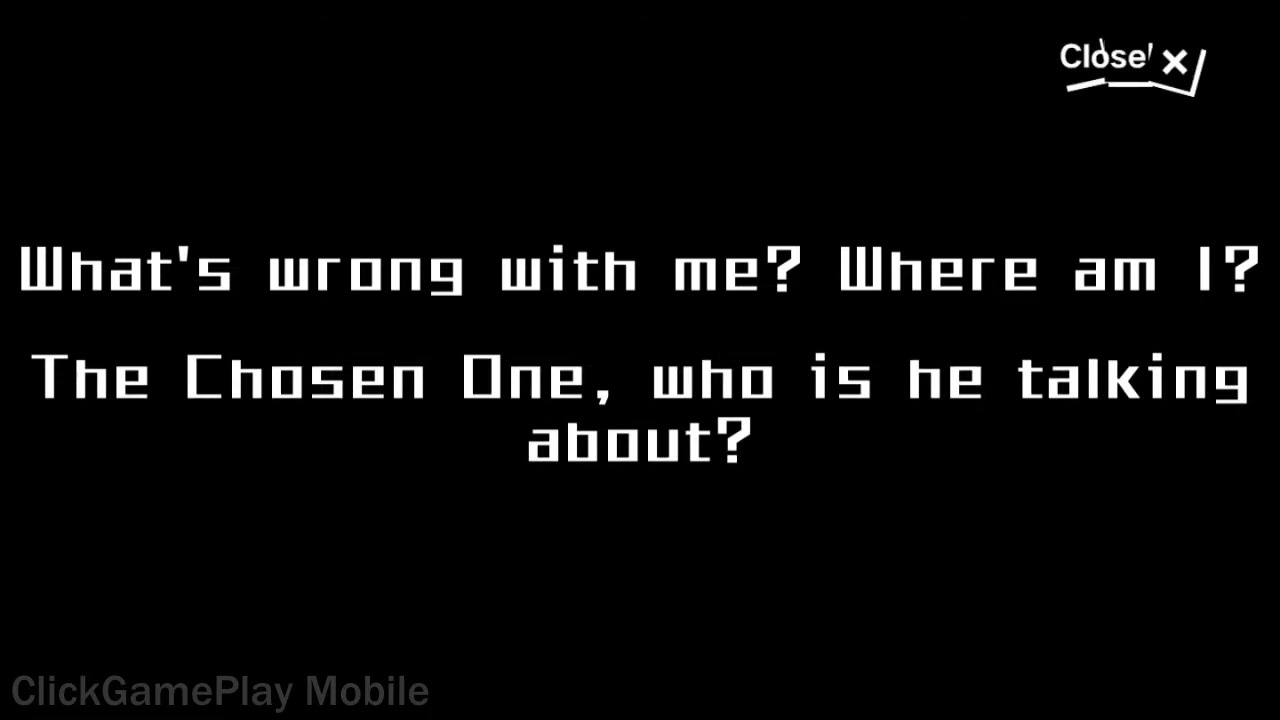 Close
What's wrong with me? Where am I?
The Chosen One, who is he talking
about?
ClickGamePlay Mobile